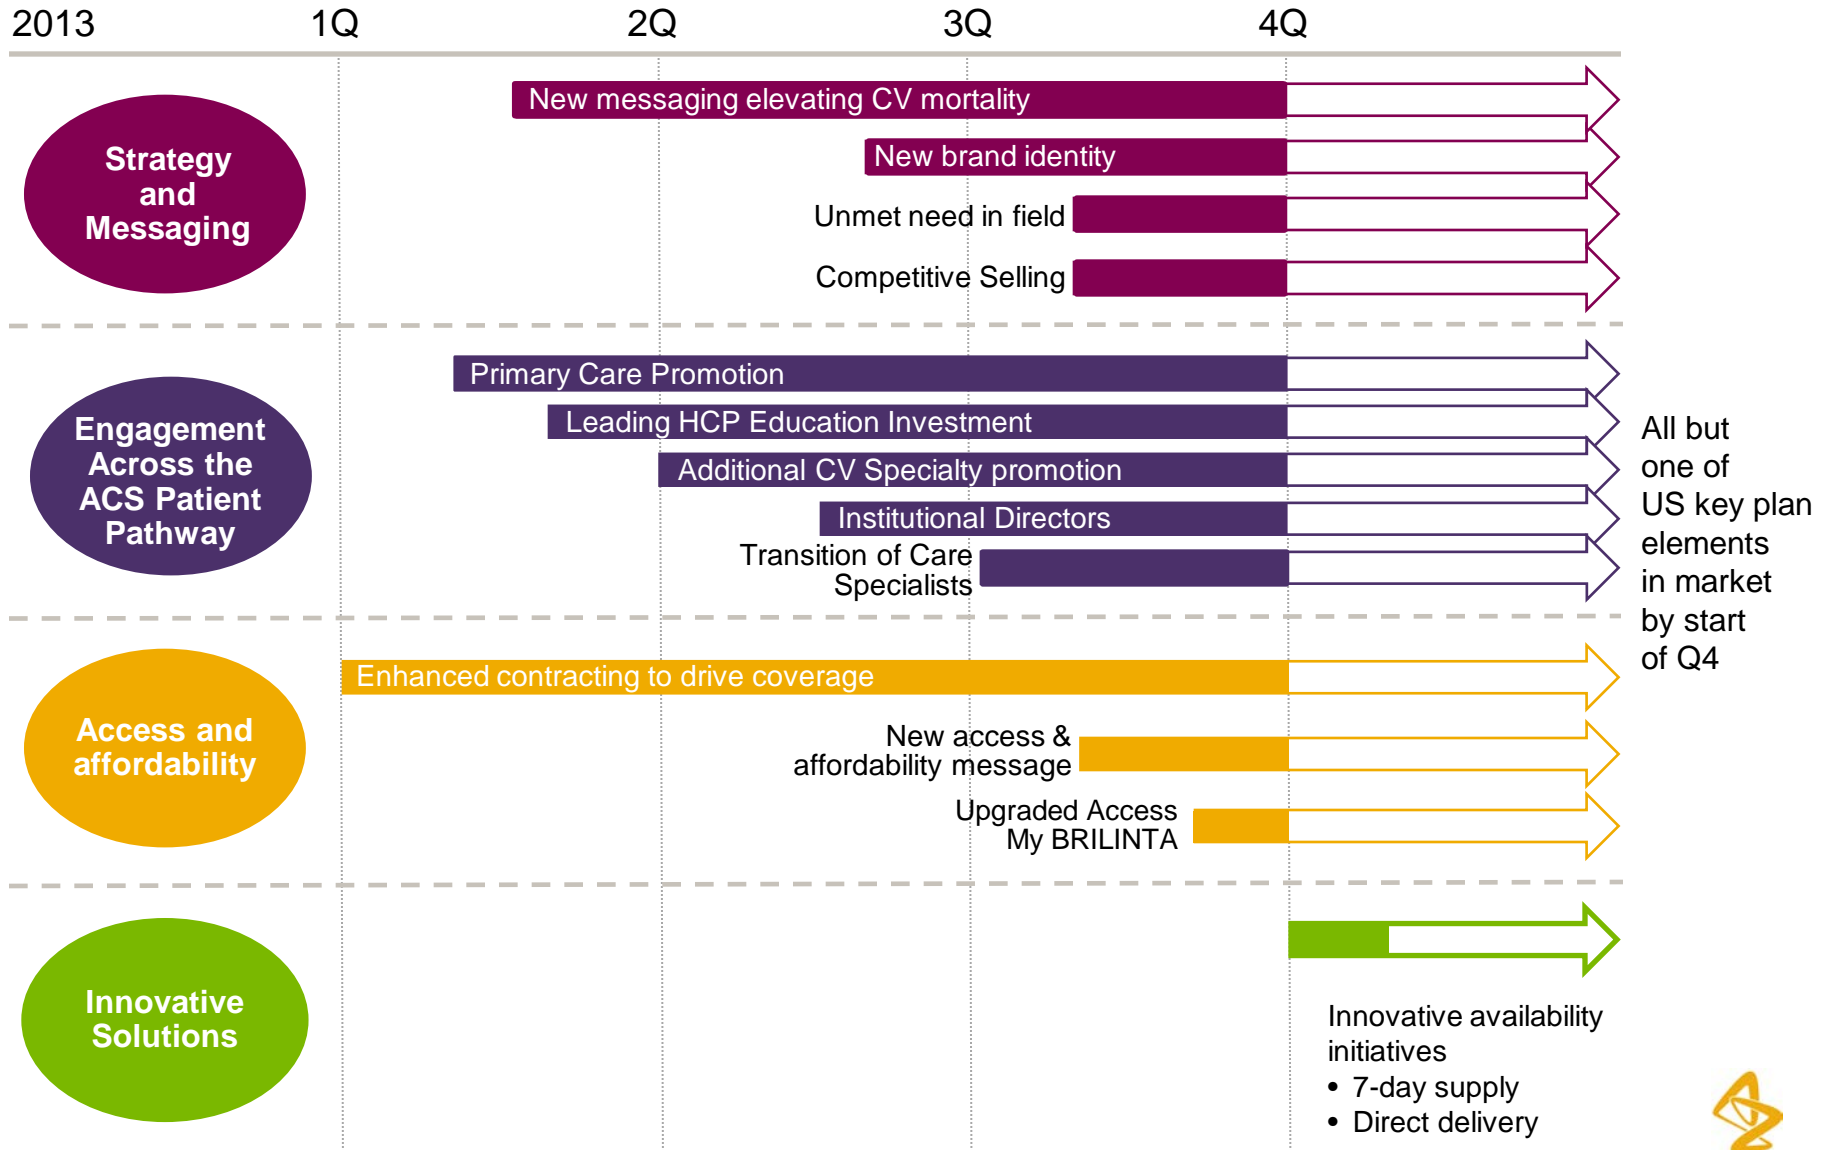 2013 1Q 2Q 3Q 4Q
Strategy
and
Messaging
New messaging elevating CV mortality
New brand identity
Unmet need in field
Competitive Selling
Engagement
Across the
ACS Patient
Pathway
Primary Care Promotion
Leading HCP Education Investment
Additional CV Specialty promotion
Institutional Directors
Transition of Care
Specialists
All but
one of
US key plan
elements
in market
by start
of Q4
Access and
affordability
Enhanced contracting to drive coverage
New access &
affordability message
Upgraded Access
My BRILINTA
Innovative
Solutions
Innovative availability
initiatives
• 7-day supply
• Direct delivery